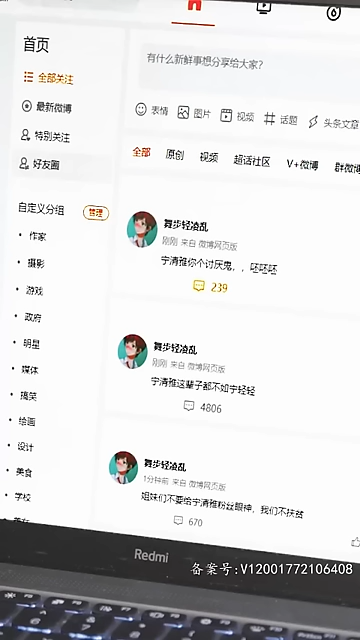 首页
有什么新鲜事想分享给大家?
全部关注
最新微博
表情 图片 视频 话题 头条文章
特别关注
好友圈
全部 原创 视频 超话社区 V+微博 群微博
自定义分组 管理
作家
摄影
游戏
政府
明星
媒体
搞笑
绘画
设计
美食
学校
舞步轻凌乱
刚刚 来自 微博网页版
宁清雅你个讨厌鬼，，呸呸呸
239
舞步轻凌乱
刚刚 来自 微博网页版
宁清雅这辈子都不如宁轻轻
4806
舞步轻凌乱
1分钟前 来自 微博网页版
姐妹们不要给宁清雅粉丝眼神，我们不扶贫
670
Redmi
备案号:V12001772106408